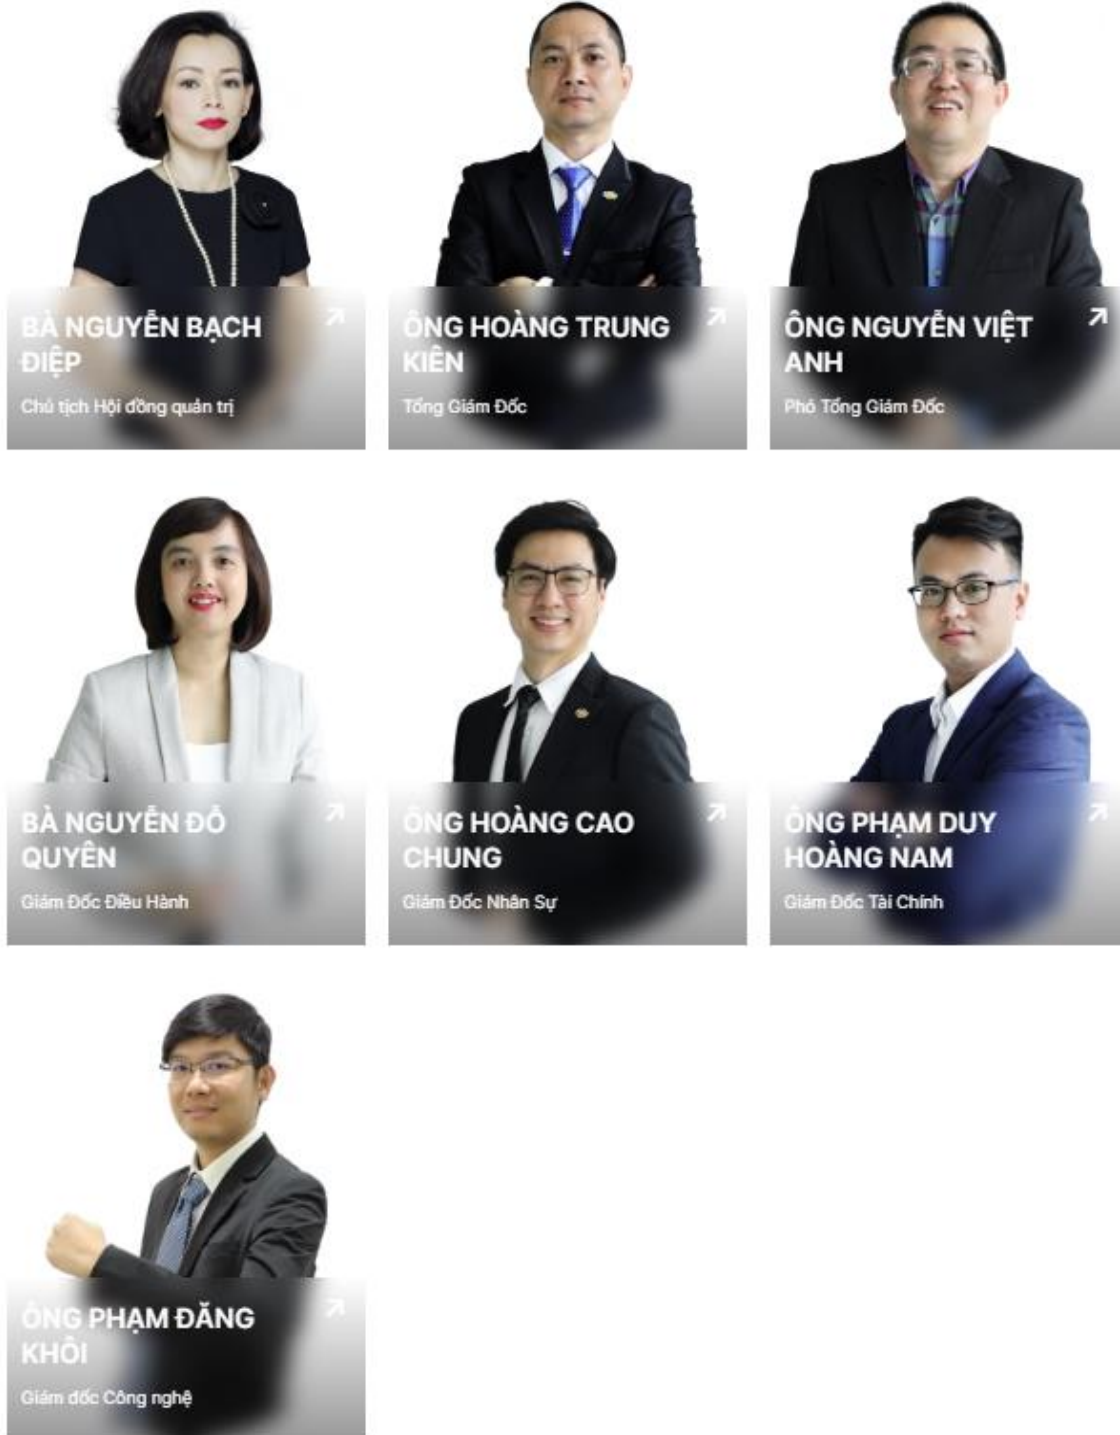 BÀ NGUYỄN BẠCH
ĐIỆP
Chủ tịch Hội đồng quản trị
ÔNG HOÀNG TRUNG
KIÊN
Tổng Giám Đốc
ÔNG NGUYỄN VIỆT
ANH
Phó Tổng Giám Đốc
BÀ NGUYỄN ĐỖ
QUYÊN
Giám Đốc Điều Hành
ÔNG HOÀNG CAO
CHUNG
Giám Đốc Nhân Sự
ÔNG PHẠM DUY
HOÀNG NAM
Giám Đốc Tài Chính
ÔNG PHẠM ĐĂNG
KHÔI
Giám đốc Công nghệ